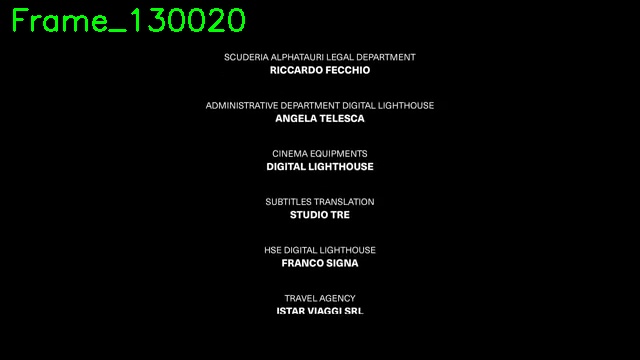 Frame_130020
SCUDERIA ALPHATAURI LEGAL DEPARTMENT
RICCARDO FECCHIO
ADMINISTRATIVE DEPARTMENT DIGITAL LIGHTHOUSE
ANGELA TELESCA
CINEMA EQUIPMENTS
DIGITAL LIGHTHOUSE
SUBTITLES TRANSLATION
STUDIO TRE
HSE DIGITAL LIGHTHOUSE
FRANCO SIGNA
TRAVEL AGENCY
ISTAR VIAGGI SRL